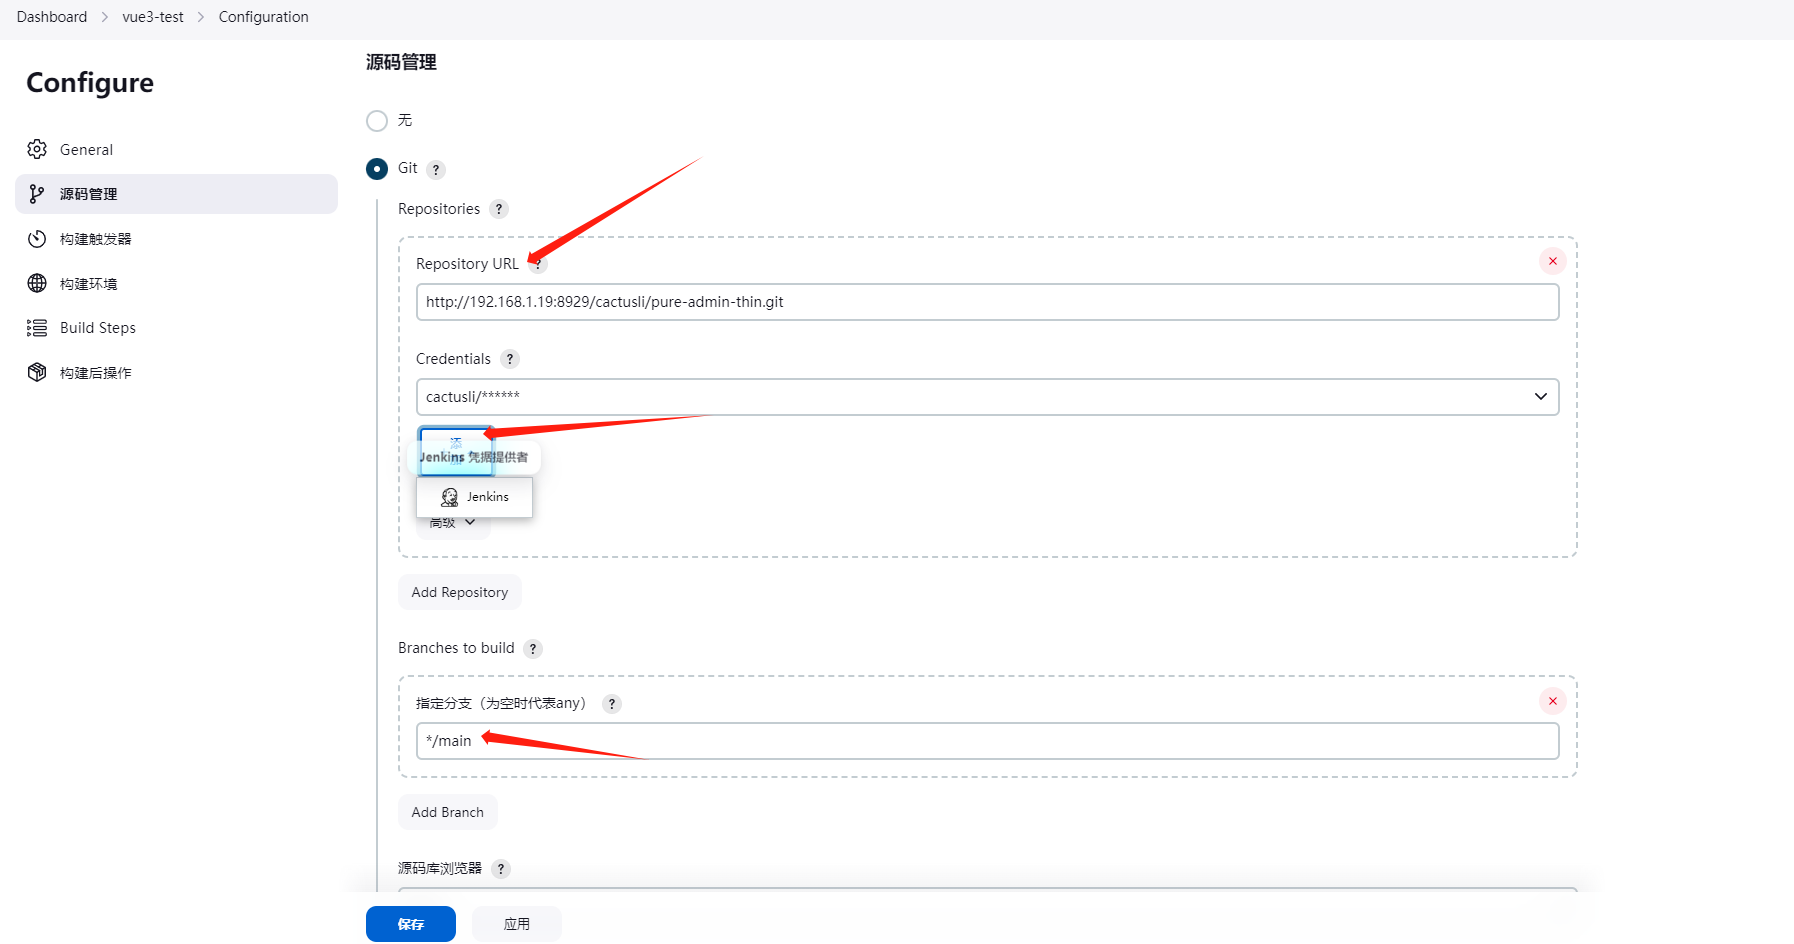 Dashboard > vue3-test > Configuration
Configure
General
源码管理
构建触发器
构建环境
Build Steps
构建后操作
源码管理
无
Git ?
Repositories ?
Repository URL ?
http://192.168.1.19:8929/cactusli/pure-admin-thin.git
Credentials ?
cactusli/******
添
Jenkins 凭据提供者
Jenkins
高级
Add Repository
Branches to build ?
指定分支（为空时代表any） ?
*/main
Add Branch
源码库浏览器 ?
保存
应用